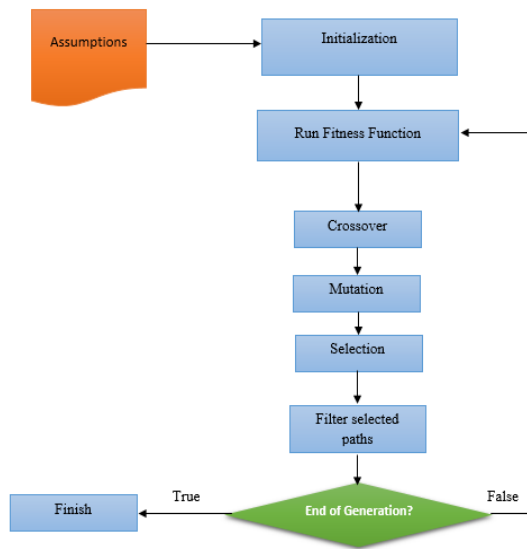 Assumptions
Initialization
Run Fitness Function
Crossover
Mutation
Selection
Filter selected
paths
True
End of Generation?
False
Finish